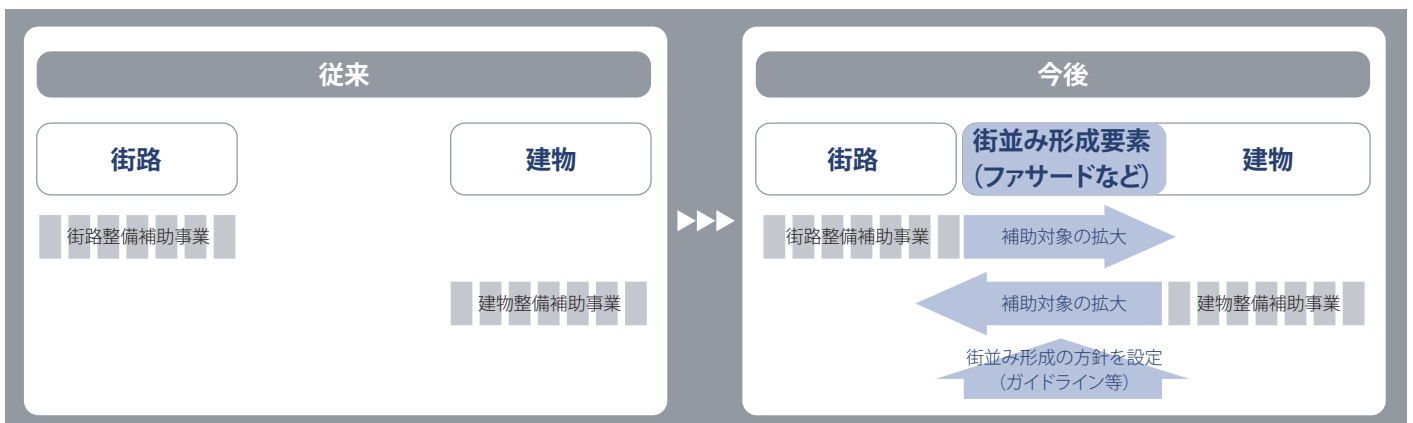 従来
街路
建物
街路整備補助事業
建物整備補助事業
今後
街路
街並み形成要素
(ファサードなど)
建物
街路整備補助事業
補助対象の拡大
補助対象の拡大
建物整備補助事業
街並み形成の方針を設定
(ガイドライン等)